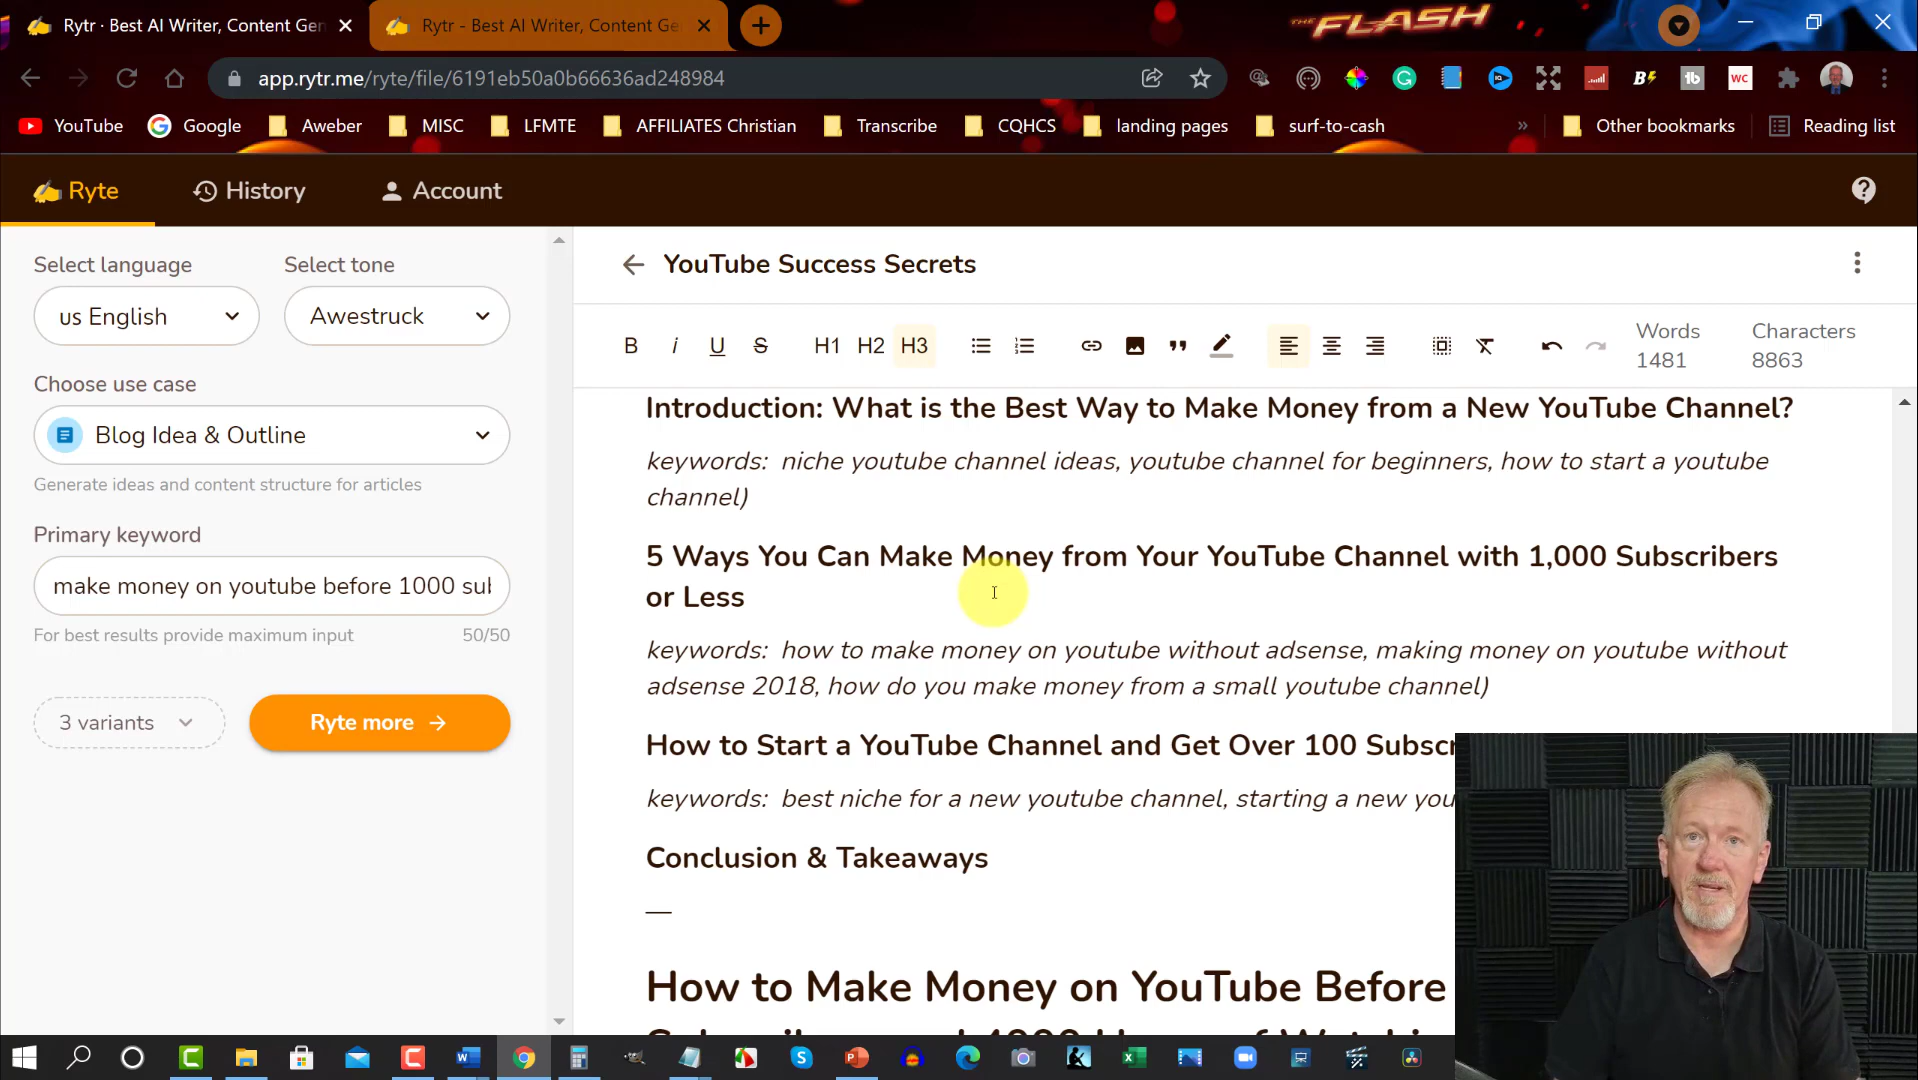 Rytr · Best AI Writer, Content Gen
Rytr - Best AI Writer, Content Ge
THE FLASH
app.rytr.me/ryte/file/6191eb50a0b66636ad248984
YouTube
Google
Aweber
MISC
LFMTE
AFFILIATES Christian
Transcribe
CQHCS
landing pages
surf-to-cash
»
Other bookmarks
Reading list
Ryte
History
Account
Select language
Select tone
us English
Awestruck
Choose use case
Blog Idea & Outline
Generate ideas and content structure for articles
Primary keyword
make money on youtube before 1000 sub
For best results provide maximum input
50/50
3 variants
Ryte more →
YouTube Success Secrets
B i U S H1 H2 H3
Words
1481
Characters
8863
Introduction: What is the Best Way to Make Money from a New YouTube Channel?
keywords: niche youtube channel ideas, youtube channel for beginners, how to start a youtube
channel)
5 Ways You Can Make Money from Your YouTube Channel with 1,000 Subscribers
or Less
keywords: how to make money on youtube without adsense, making money on youtube without
adsense 2018, how do you make money from a small youtube channel)
How to Start a YouTube Channel and Get Over 100 Subscr
keywords: best niche for a new youtube channel, starting a new you
Conclusion & Takeaways
—
How to Make Money on YouTube Before